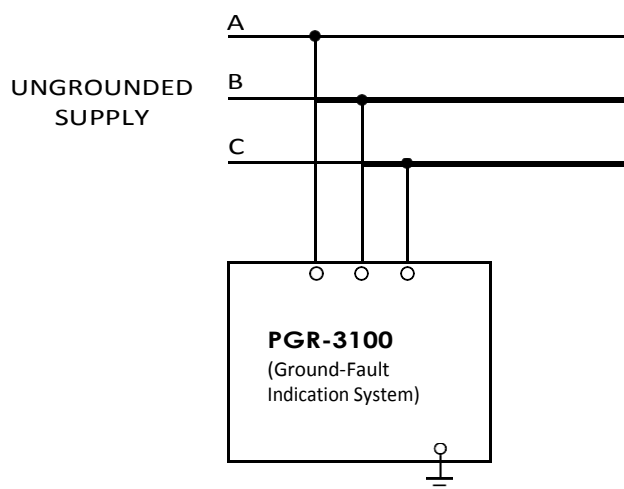 A
UNGROUNDED
SUPPLY
B
C
PGR-3100
(Ground-Fault
Indication System)